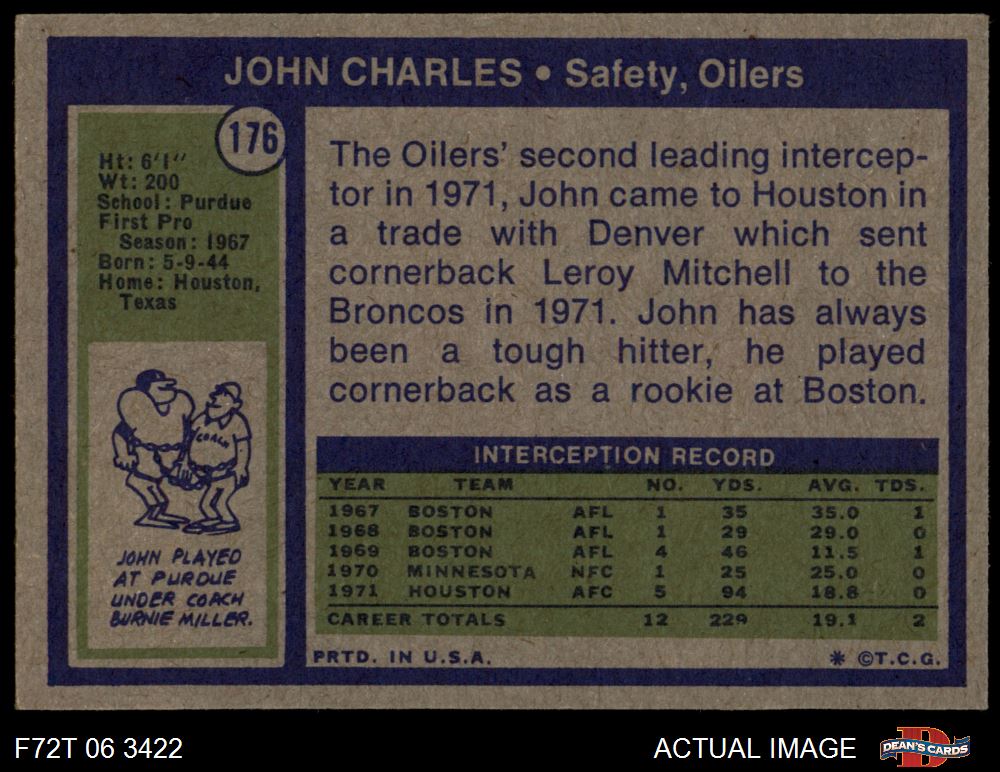 JOHN CHARLES • Safety, Oilers
176
Ht: 6'1"
Wt: 200
School: Purdue
First Pro
Season: 1967
Born: 5-9-44
Home: Houston,
Texas
The Oilers' second leading intercep-
tor in 1971, John came to Houston in
a trade with Denver which sent
cornerback Leroy Mitchell to the
Broncos in 1971. John has always
been a tough hitter, he played
cornerback as a rookie at Boston.
COACH
JOHN PLAYED
AT PURDUE
UNDER COACH
BURNIE MILLER.
INTERCEPTION RECORD
YEAR TEAM NO. YDS. AVG. TDS.
1967 BOSTON AFL 1 35 35.0 1
1968 BOSTON AFL 1 29 29.0 0
1969 BOSTON AFL 4 46 11.5 1
1970 MINNESOTA NFC 1 25 25.0 0
1971 HOUSTON AFC 5 94 18.8 0
CAREER TOTALS 12 229 19.1 2
PRTD. IN U.S.A. * ©T.C.G.
F72T 06 3422 ACTUAL IMAGE D DEAN'S CARDS